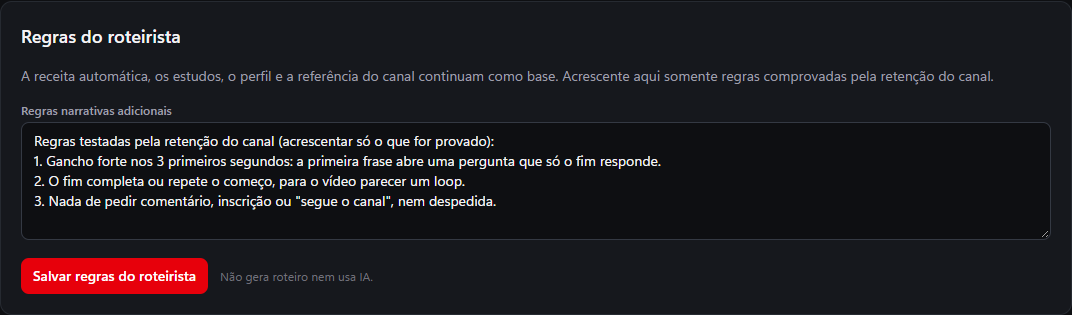 Regras do roteirista
A receita automática, os estudos, o perfil e a referência do canal continuam como base. Acrescente aqui somente regras comprovadas pela retenção do canal.
Regras narrativas adicionais
Regras testadas pela retenção do canal (acrescentar só o que for provado):
1. Gancho forte nos 3 primeiros segundos: a primeira frase abre uma pergunta que só o fim responde.
2. O fim completa ou repete o começo, para o vídeo parecer um loop.
3. Nada de pedir comentário, inscrição ou "segue o canal", nem despedida.
Salvar regras do roteirista
Não gera roteiro nem usa IA.